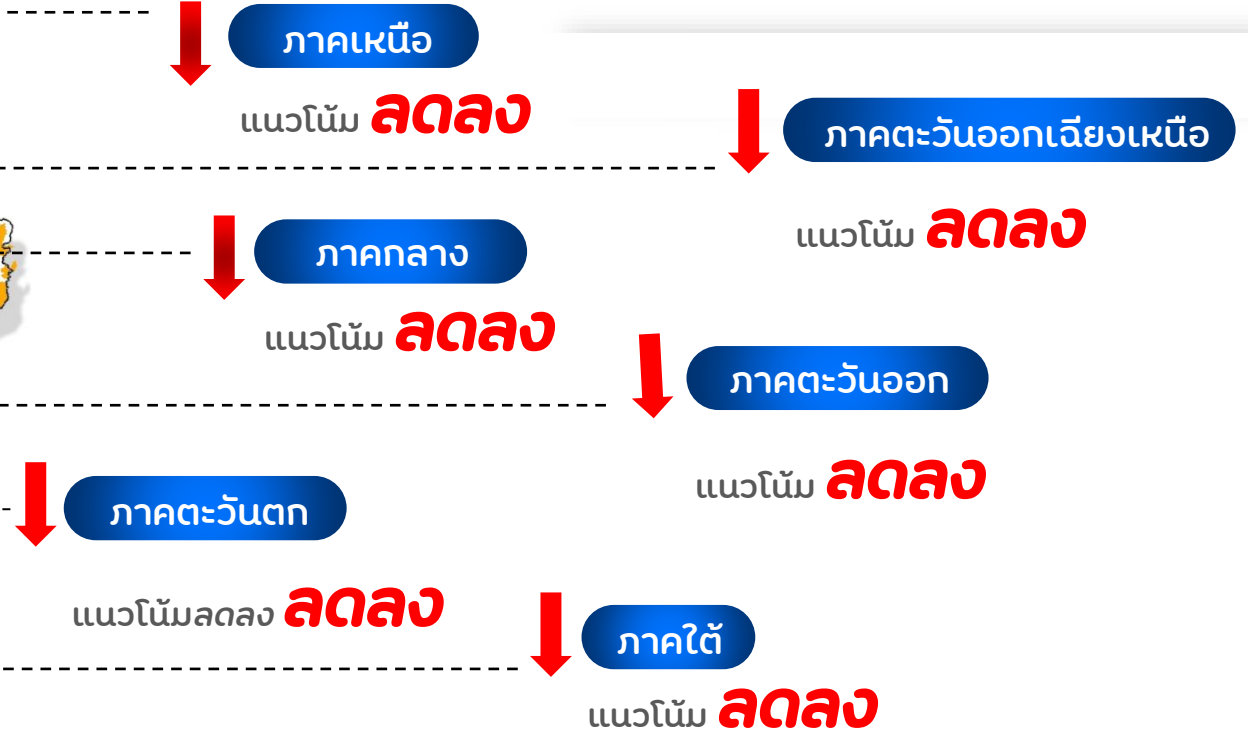 ภาคเหนือ
แนวโน้ม ลดลง
ภาคตะวันออกเฉียงเหนือ
แนวโน้ม ลดลง
ภาคกลาง
แนวโน้ม ลดลง
ภาคตะวันออก
แนวโน้ม ลดลง
ภาคตะวันตก
แนวโน้มลดลง ลดลง
ภาคใต้
แนวโน้ม ลดลง